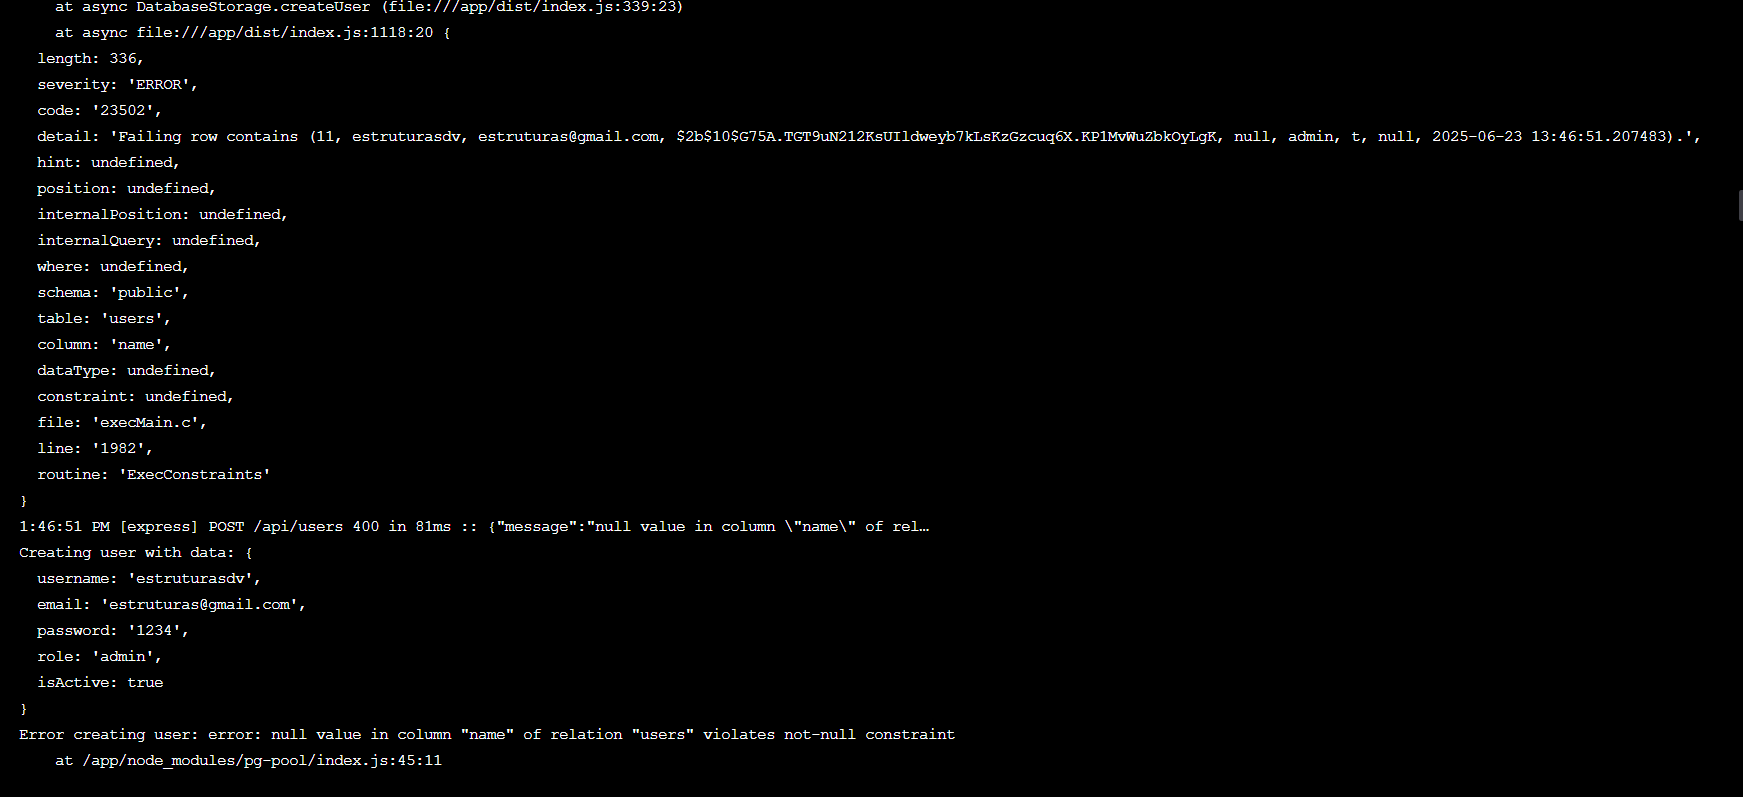 at async DatabaseStorage.createUser (file:///app/dist/index.js:339:23)
at async file:///app/dist/index.js:1118:20 {
length: 336,
severity: 'ERROR',
code: '23502',
detail: 'Failing row contains (11, estruturasdv, estruturas@gmail.com, $2b$10$G75A.TGT9uN212KsUIldweyb7kLsKzGzcuq6X.KP1MvWuZbkOyLgK, null, admin, t, null, 2025-06-23 13:46:51.207483).',
hint: undefined,
position: undefined,
internalPosition: undefined,
internalQuery: undefined,
where: undefined,
schema: 'public',
table: 'users',
column: 'name',
dataType: undefined,
constraint: undefined,
file: 'execMain.c',
line: '1982',
routine: 'ExecConstraints'
}
1:46:51 PM [express] POST /api/users 400 in 81ms :: {"message":"null value in column \"name\" of rel…
Creating user with data: {
username: 'estruturasdv',
email: 'estruturas@gmail.com',
password: '1234',
role: 'admin',
isActive: true
}
Error creating user: error: null value in column "name" of relation "users" violates not-null constraint
at /app/node_modules/pg-pool/index.js:45:11